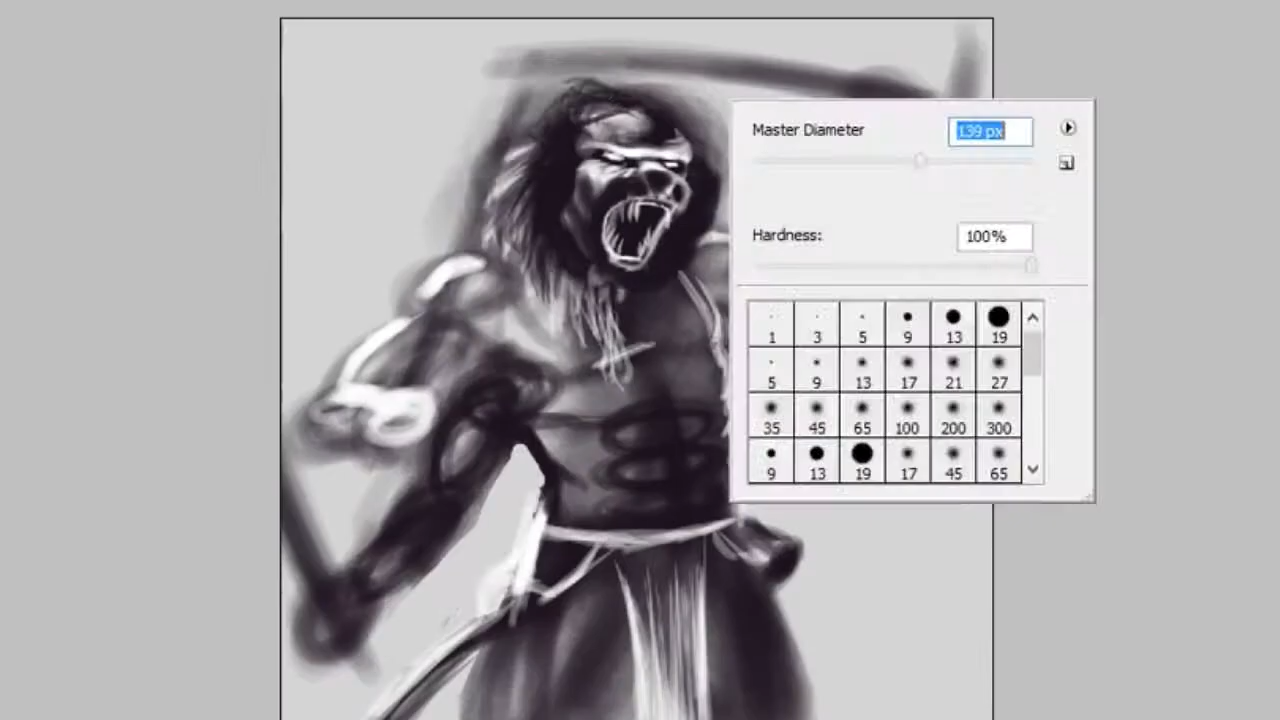 Master Diameter 139 px
Hardness: 100%
1 3 5 9 13 19
5 9 13 17 21 27
35 45 65 100 200 300
9 13 19 17 45 65